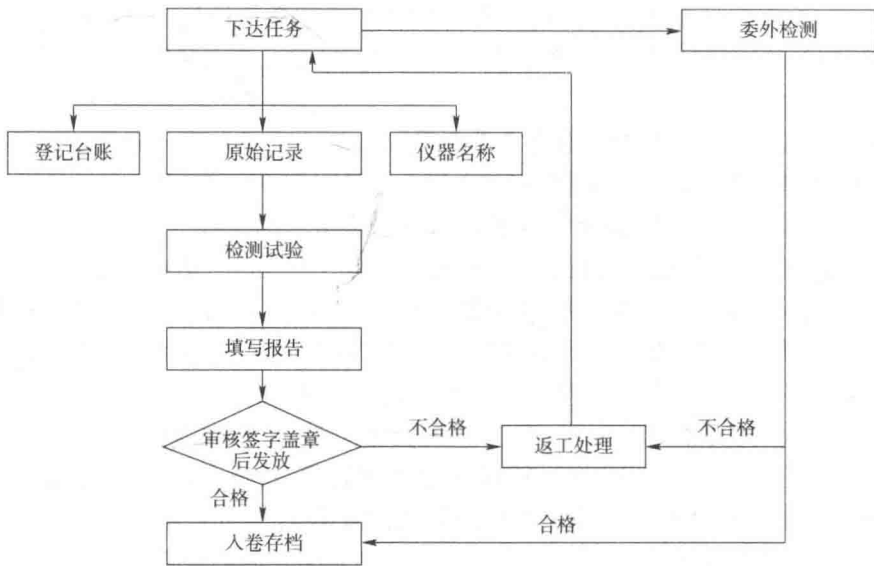 下达任务
委外检测
登记台账
原始记录
仪器名称
检测试验
填写报告
审核签字盖章
后发放
不合格
返工处理
不合格
合格
合格
入卷存档